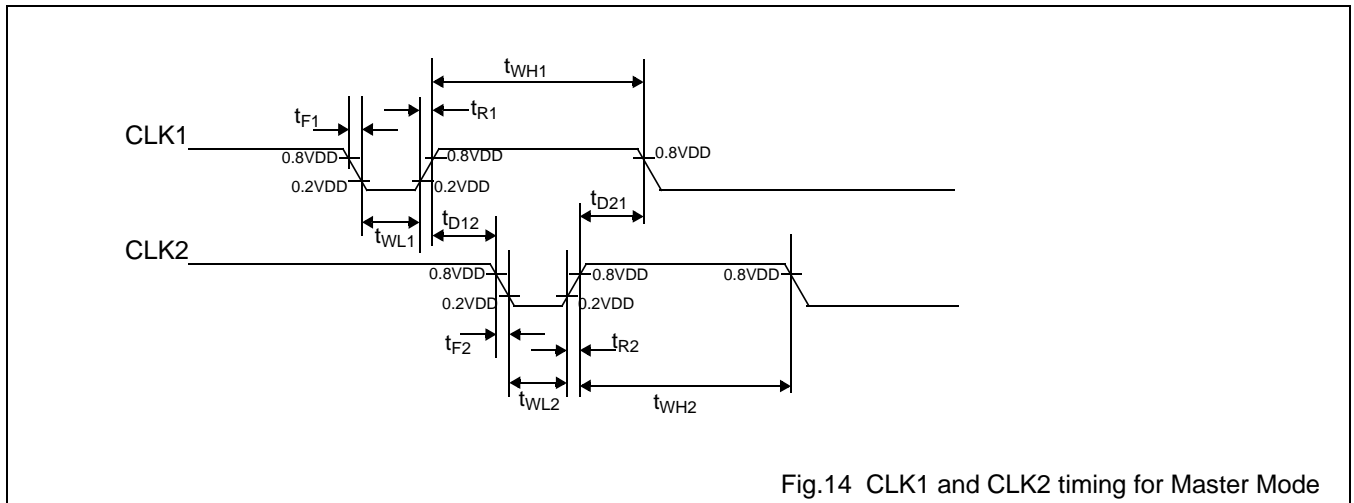 tWH1
tF1
tR1
CLK1
0.8VDD
0.8VDD
0.8VDD
0.2VDD
0.2VDD
tWL1
tD12
tD21
CLK2
0.8VDD
0.8VDD
0.8VDD
0.2VDD
0.2VDD
tF2
tR2
tWL2
tWH2
Fig.14 CLK1 and CLK2 timing for Master Mode